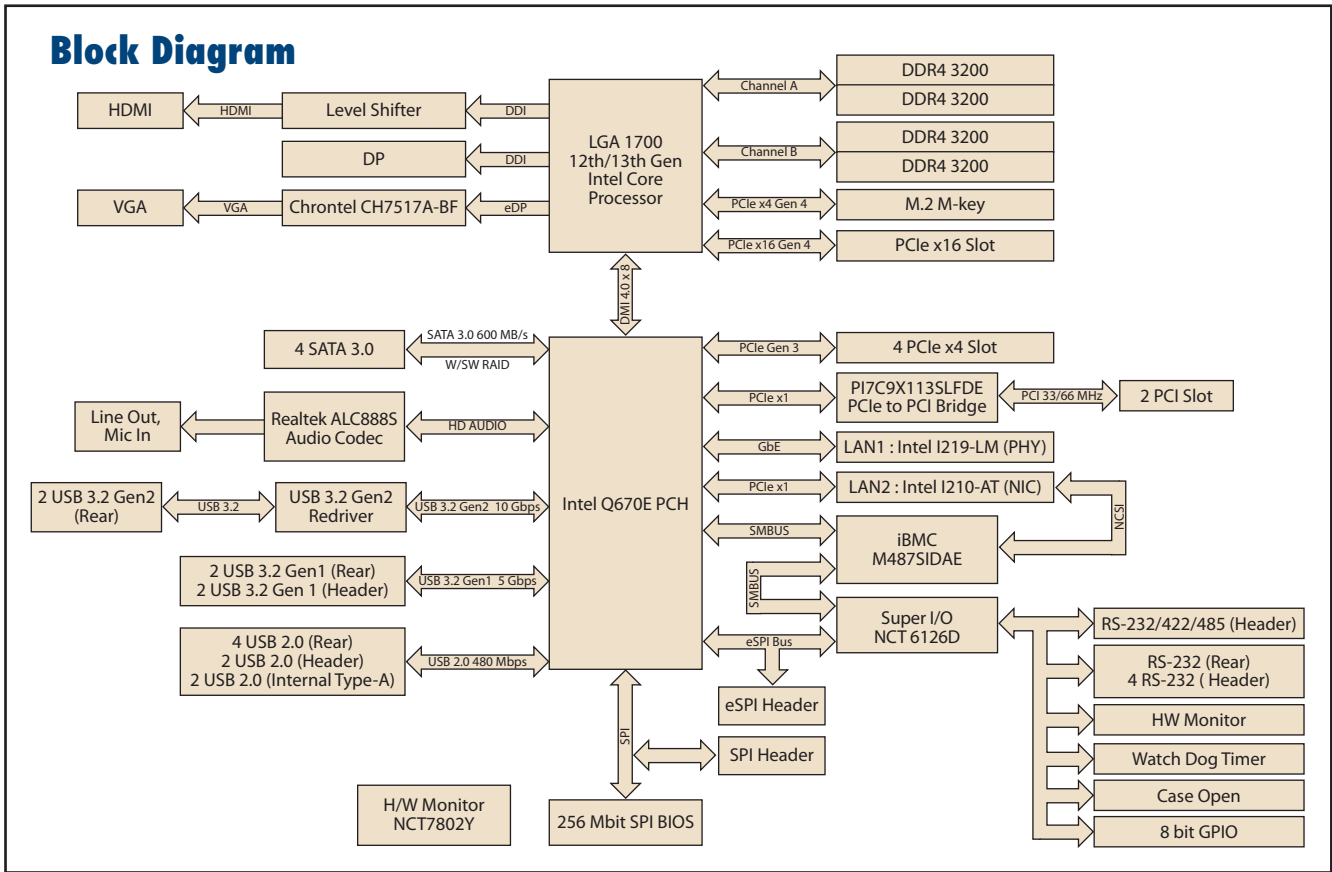 Block Diagram
HDMI
HDMI
Level Shifter
DDI
DP
DDI
VGA
VGA
Chrontel CH7517A-BF
eDP
LGA 1700
12th/13th Gen
Intel Core
Processor
Channel A
DDR4 3200
DDR4 3200
Channel B
DDR4 3200
DDR4 3200
PCIe x4 Gen 4
M.2 M-key
PCIe x16 Gen 4
PCIe x16 Slot
DMI 4.0 x 8
4 SATA 3.0
SATA 3.0 600 MB/s
W/SW RAID
Line Out,
Mic In
Realtek ALC888S
Audio Codec
HD AUDIO
2 USB 3.2 Gen2
(Rear)
USB 3.2
USB 3.2 Gen2
Redriver
USB 3.2 Gen2 10 Gbps
2 USB 3.2 Gen1 (Rear)
2 USB 3.2 Gen 1 (Header)
USB 3.2 Gen1 5 Gbps
4 USB 2.0 (Rear)
2 USB 2.0 (Header)
2 USB 2.0 (Internal Type-A)
USB 2.0 480 Mbps
Intel Q670E PCH
PCIe Gen 3
4 PCIe x4 Slot
PCIe x1
PI7C9X113SLFDE
PCIe to PCI Bridge
PCI 33/66 MHz
2 PCI Slot
GbE
LAN1 : Intel I219-LM (PHY)
PCIe x1
LAN2 : Intel I210-AT (NIC)
NCSI
SMBUS
iBMC
M487SIDAE
SMBUS
Super I/O
NCT 6126D
eSPI Bus
eSPI Header
RS-232/422/485 (Header)
RS-232 (Rear)
4 RS-232 ( Header)
HW Monitor
Watch Dog Timer
Case Open
8 bit GPIO
SPI
SPI Header
H/W Monitor
NCT7802Y
256 Mbit SPI BIOS